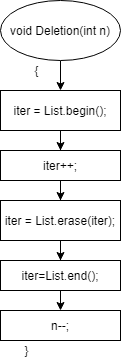 void Deletion(int n)
{
iter = List.begin();
iter++;
iter = List.erase(iter);
iter=List.end();
n--;
}